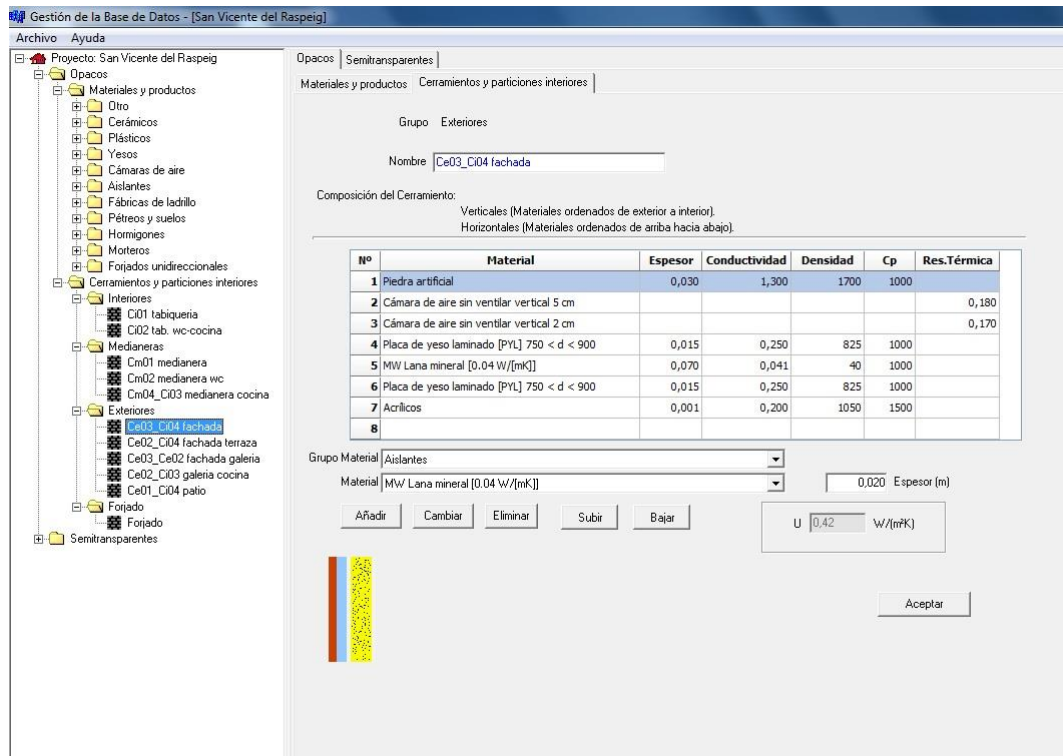 Gestión de la Base de Datos - [San Vicente del Raspeig]
Archivo Ayuda
Proyecto: San Vicente del Raspeig
Opacos
Materiales y productos
Otro
Cerámicos
Plásticos
Yesos
Cámaras de aire
Aislantes
Fábricas de ladrillo
Pétreos y suelos
Hormigones
Morteros
Forjados unidireccionales
Cerramientos y particiones interiores
Interiores
Ci01 tabiqueria
Ci02 tab. wc-cocina
Medianeras
Cm01 medianera
Cm02 medianera wc
Cm04_Ci03 medianera cocina
Exteriores
Ce03_Ci04 fachada
Ce02_Ci04 fachada terraza
Ce03_Ce02 fachada galeria
Ce02_Ci03 galeria cocina
Ce01_Ci04 patio
Forjado
Forjado
Semitransparentes
Opacos Semitransparentes
Materiales y productos Cerramientos y particiones interiores
Grupo Exteriores
Nombre Ce03_Ci04 fachada
Composición del Cerramiento:
Verticales (Materiales ordenados de exterior a interior).
Horizontales (Materiales ordenados de arriba hacia abajo).
Nº Material Espesor Conductividad Densidad Cp Res.Térmica
1 Piedra artificial 0,030 1,300 1700 1000
2 Cámara de aire sin ventilar vertical 5 cm 0,180
3 Cámara de aire sin ventilar vertical 2 cm 0,170
4 Placa de yeso laminado [PYL] 750 < d < 900 0,015 0,250 825 1000
5 MW Lana mineral [0.04 W/[mK]] 0,070 0,041 40 1000
6 Placa de yeso laminado [PYL] 750 < d < 900 0,015 0,250 825 1000
7 Acrílicos 0,001 0,200 1050 1500
8
Grupo Material Aislantes
Material MW Lana mineral [0.04 W/[mK]] 0,020 Espesor (m)
Añadir Cambiar Eliminar Subir Bajar
U 0,42 W/(m²K)
Aceptar